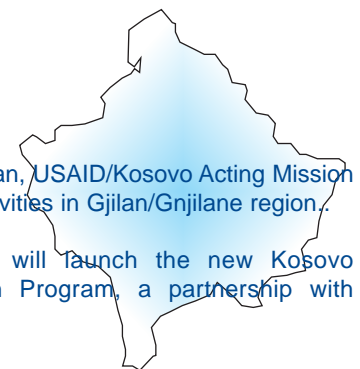 an, USAID/Kosovo Acting Mission
vities in Gjilan/Gnjilane region..
will launch the new Kosovo
Program, a partnership with